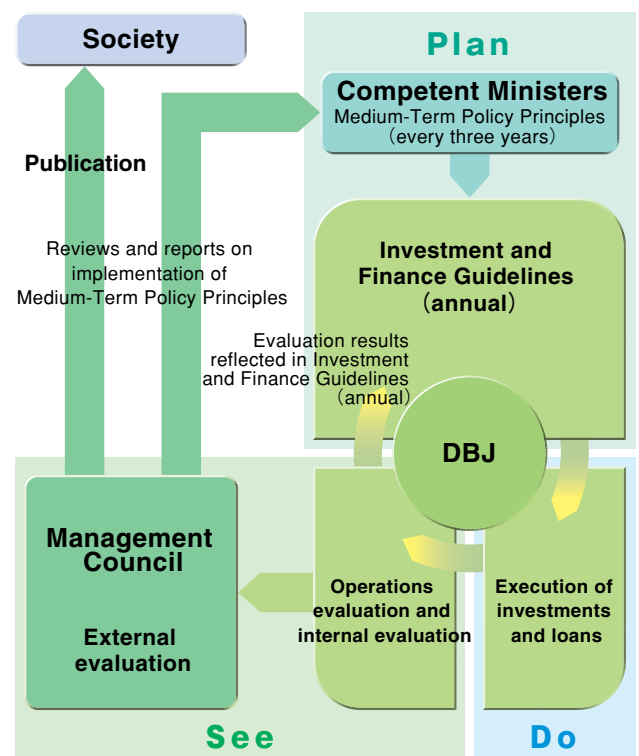 Society
Plan
Competent Ministers
Medium-Term Policy Principles
(every three years)
Publication
Reviews and reports on
implementation of
Medium-Term Policy Principles
Investment and
Finance Guidelines
(annual)
Evaluation results
reflected in Investment
and Finance Guidelines
(annual)
DBJ
Management
Council
External
evaluation
Operations
evaluation and
internal evaluation
Execution of
investments
and loans
See
Do